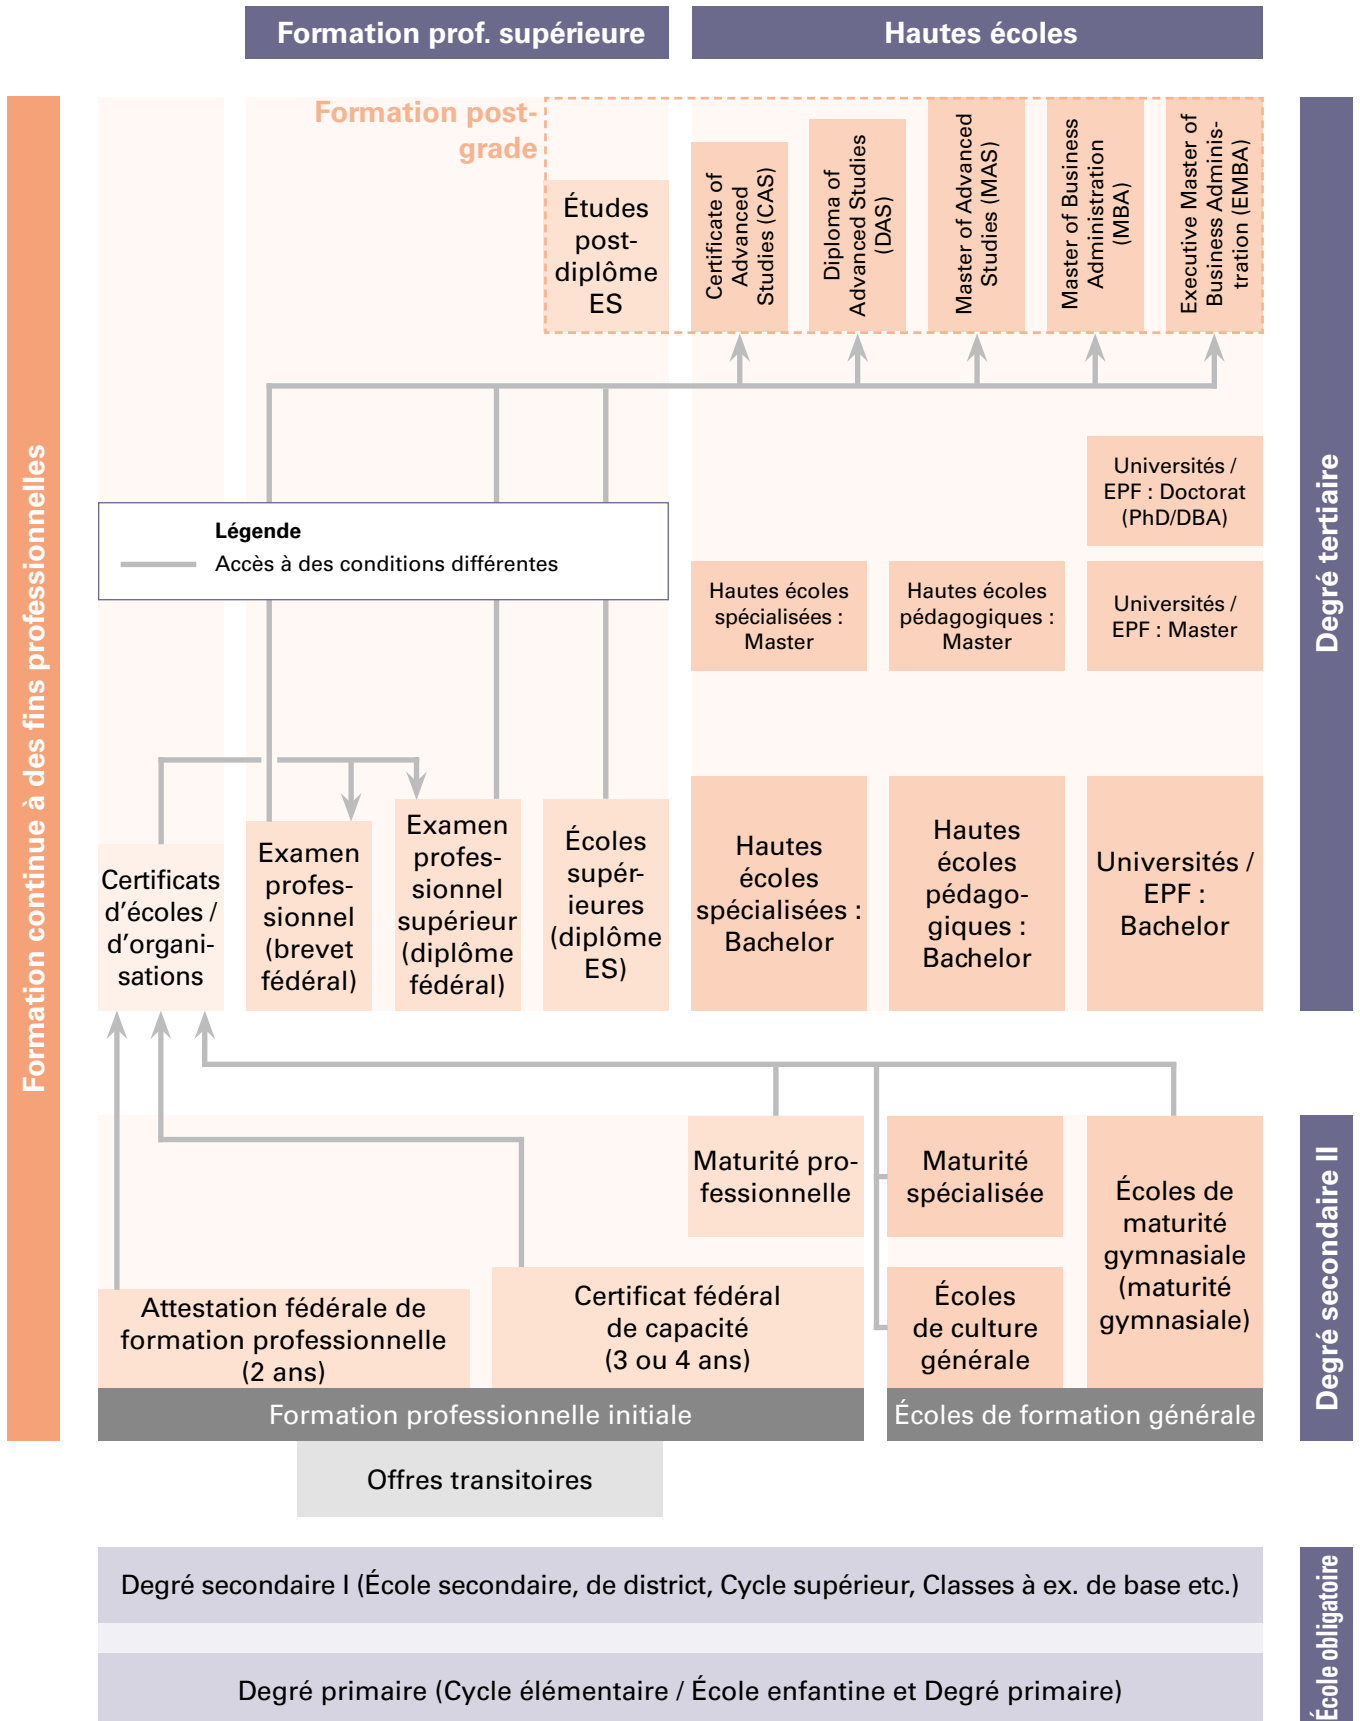 Formation prof. supérieure
Hautes écoles
Formation continue à des fins professionnelles
Formation post-
grade
Études
post-
diplôme
ES
Certificate of
Advanced
Studies (CAS)
Diploma of
Advanced Studies
(DAS)
Master of Advanced
Studies (MAS)
Master of Business
Administration
(MBA)
Executive Master of
Business Adminis-
tration (EMBA)
Degré tertiaire
Universités /
EPF : Doctorat
(PhD/DBA)
Légende
Accès à des conditions différentes
Hautes écoles
spécialisées :
Master
Hautes écoles
pédagogiques :
Master
Universités /
EPF : Master
Certificats
d'écoles /
d'organi-
sations
Examen
profes-
sionnel
(brevet
fédéral)
Examen
profes-
sionnel
supérieur
(diplôme
fédéral)
Écoles
supér-
ieures
(diplôme
ES)
Hautes
écoles
spécialisées :
Bachelor
Hautes
écoles
pédago-
giques :
Bachelor
Universités /
EPF :
Bachelor
Maturité pro-
fessionnelle
Maturité
spécialisée
Écoles de
maturité
gymnasiale
(maturité
gymnasiale)
Degré secondaire II
Attestation fédérale de
formation professionnelle
(2 ans)
Certificat fédéral
de capacité
(3 ou 4 ans)
Écoles
de culture
générale
Formation professionnelle initiale
Écoles de formation générale
Offres transitoires
Degré secondaire I (École secondaire, de district, Cycle supérieur, Classes à ex. de base etc.)
Degré primaire (Cycle élémentaire / École enfantine et Degré primaire)
École obligatoire